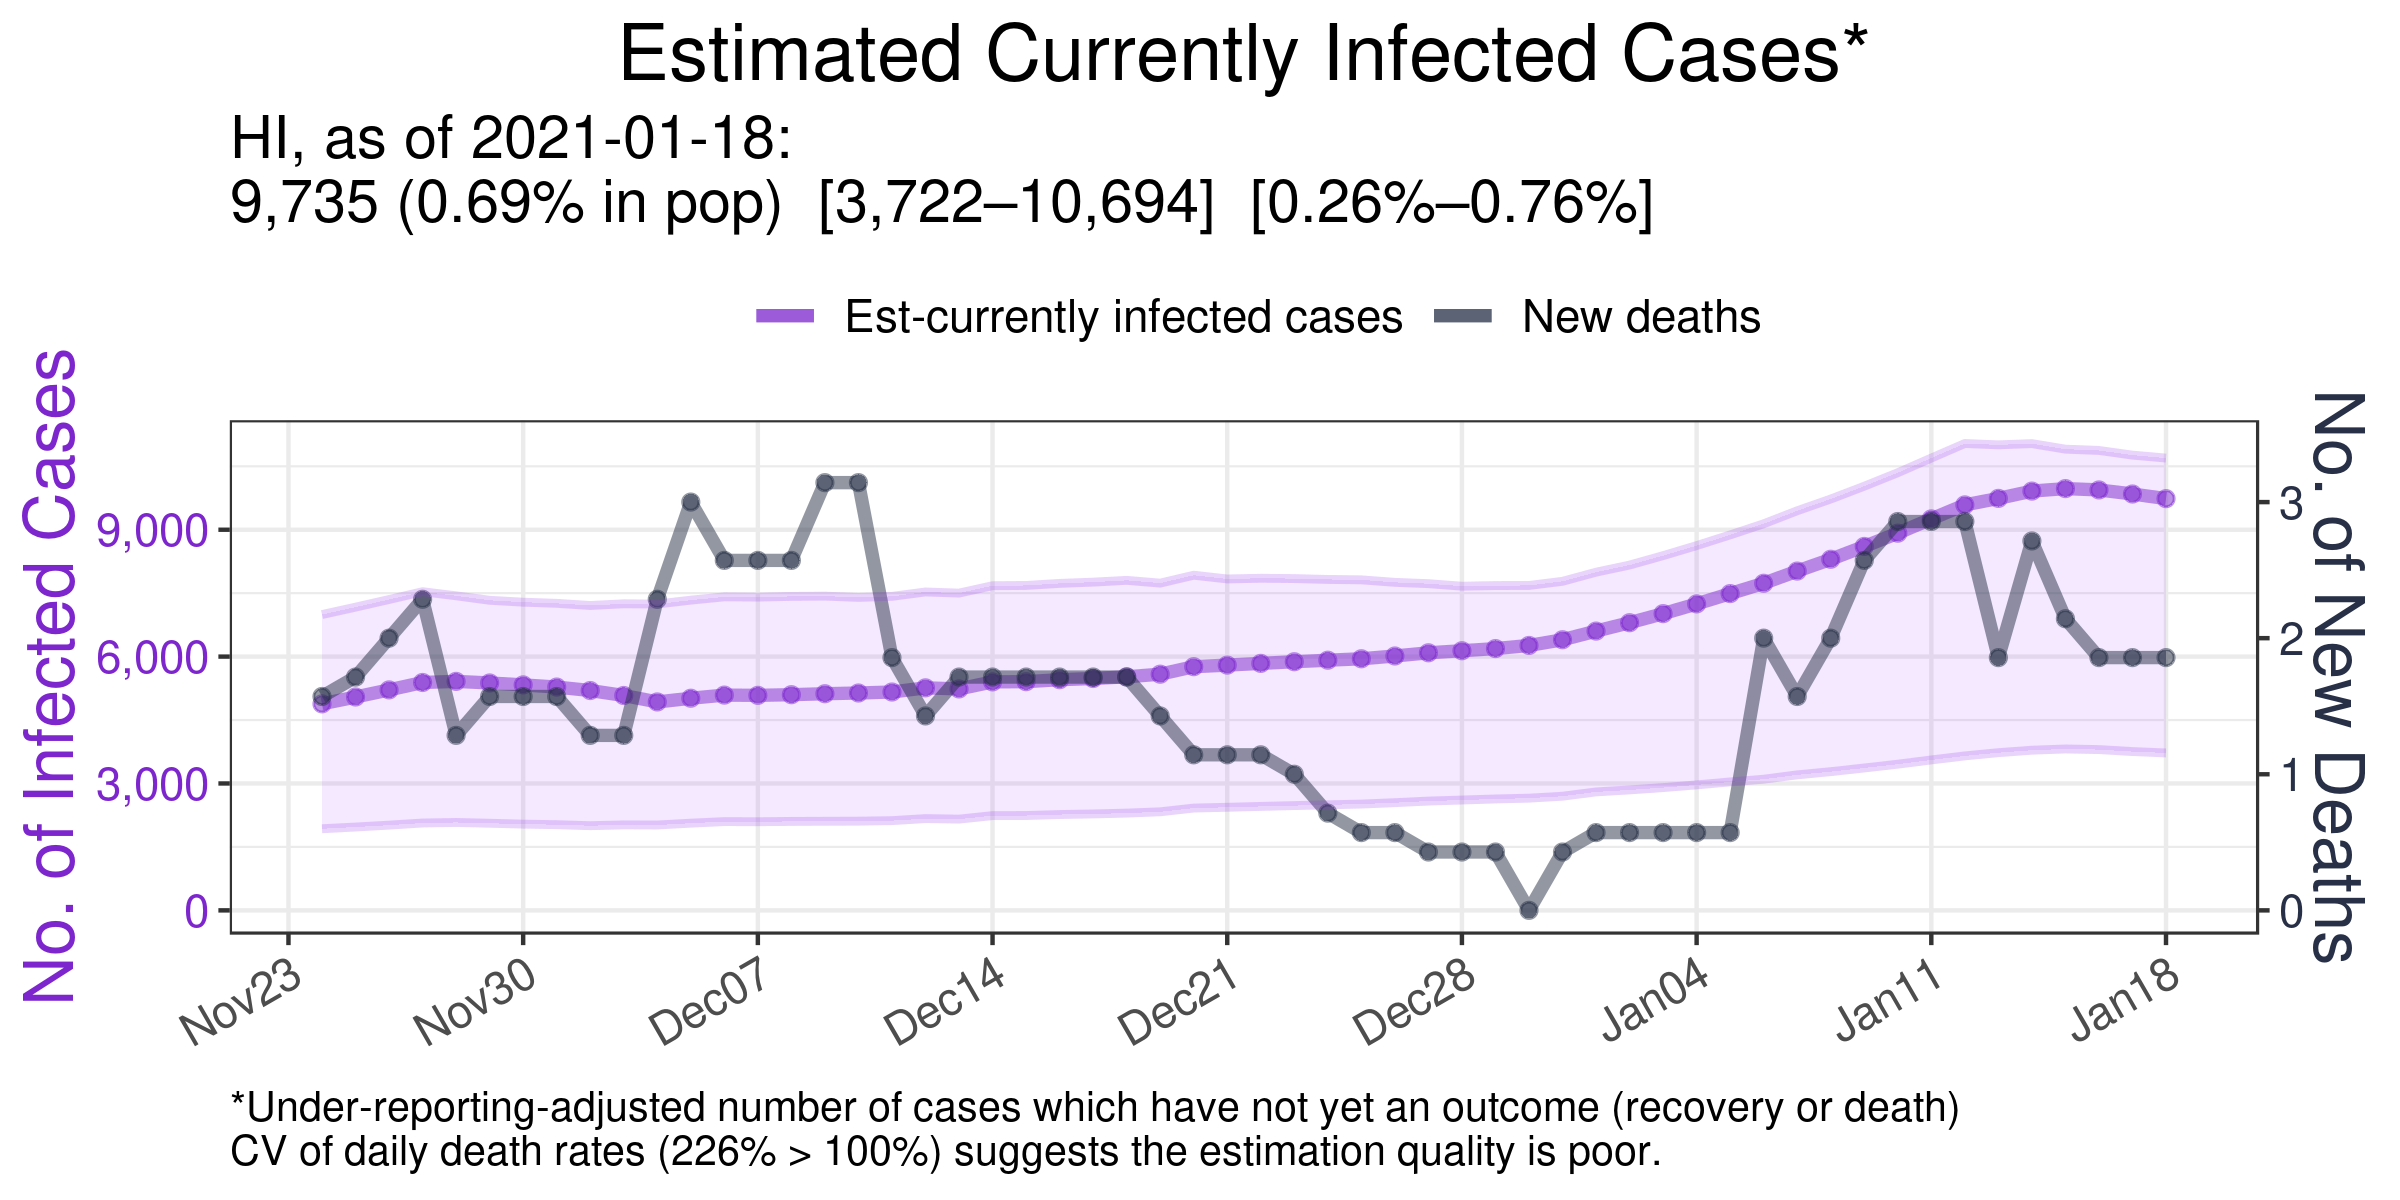 Estimated Currently Infected Cases*
HI, as of 2021-01-18:
9,735 (0.69% in pop)  [3,722–10,694]  [0.26%–0.76%]
Est-currently infected cases
New deaths
No. of Infected Cases
9,000
6,000
3,000
0
3
2
1
0
No. of New Deaths
Nov23
Nov30
Dec07
Dec14
Dec21
Dec28
Jan04
Jan11
Jan18
*Under-reporting-adjusted number of cases which have not yet an outcome (recovery or death)
CV of daily death rates (226% > 100%) suggests the estimation quality is poor.